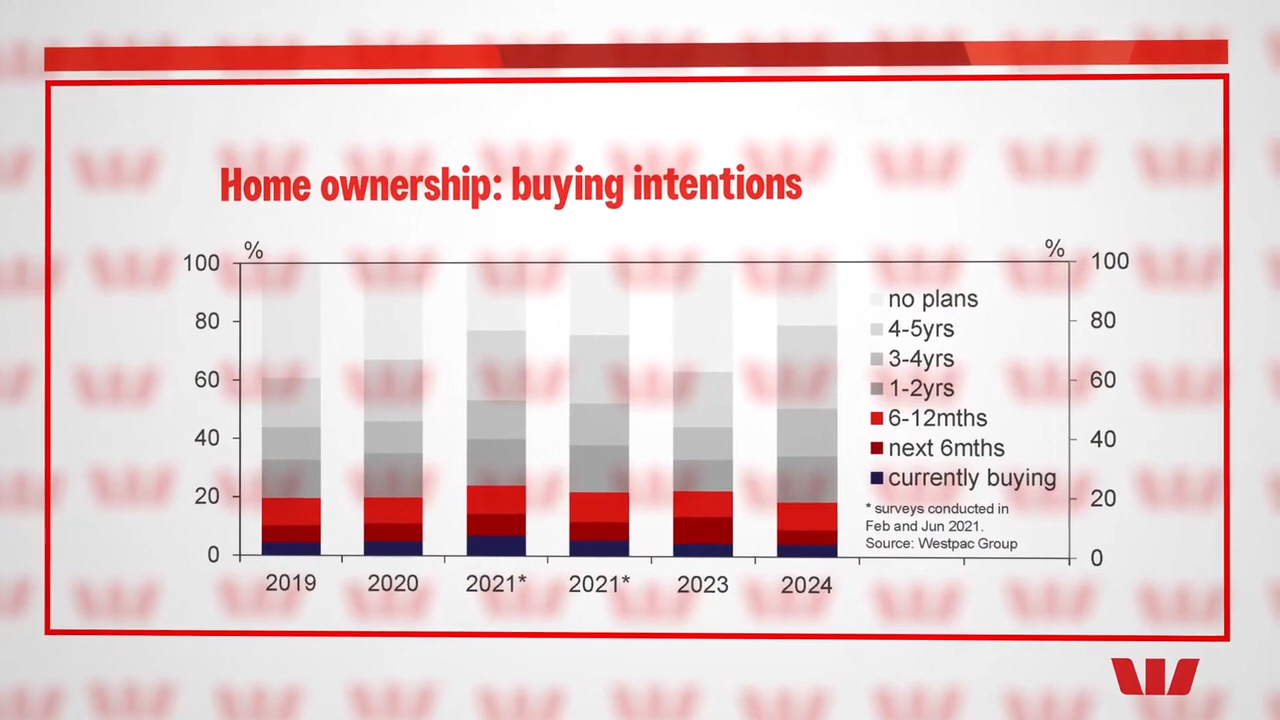 Home ownership: buying intentions
% %
100 100
80 80
60 60
40 40
20 20
0 0
2019 2020 2021* 2021* 2023 2024
no plans
4-5yrs
3-4yrs
1-2yrs
6-12mths
next 6mths
currently buying
* surveys conducted in
Feb and Jun 2021.
Source: Westpac Group